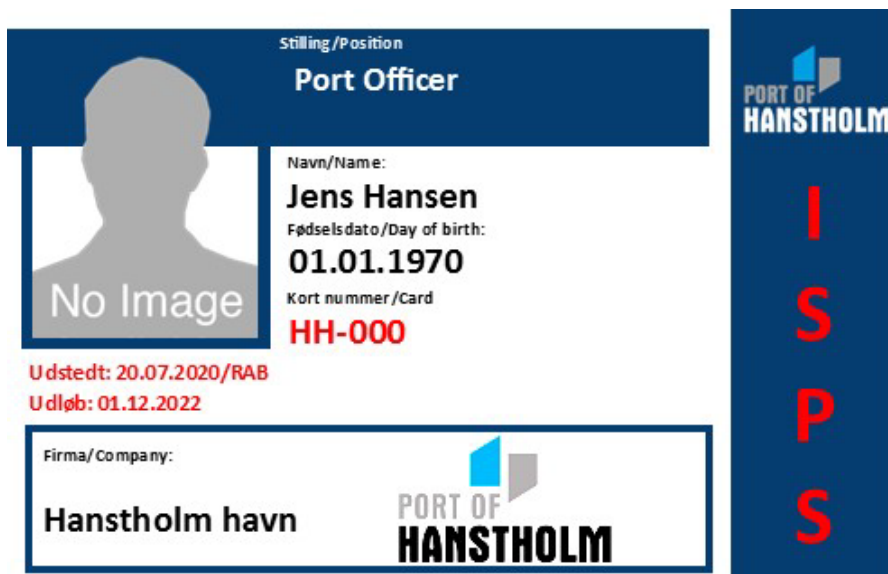 Stilling/Position
Port Officer
Navn/Name:
Jens Hansen
Fødselsdato/Day of birth:
01.01.1970
Kort nummer/Card
HH-000
No Image
Udstedt: 20.07.2020/RAB
Udløb: 01.12.2022
Firma/Company:
Hanstholm havn
PORT OF
HANSTHOLM
PORT OF
HANSTHOLM
I
S
P
S